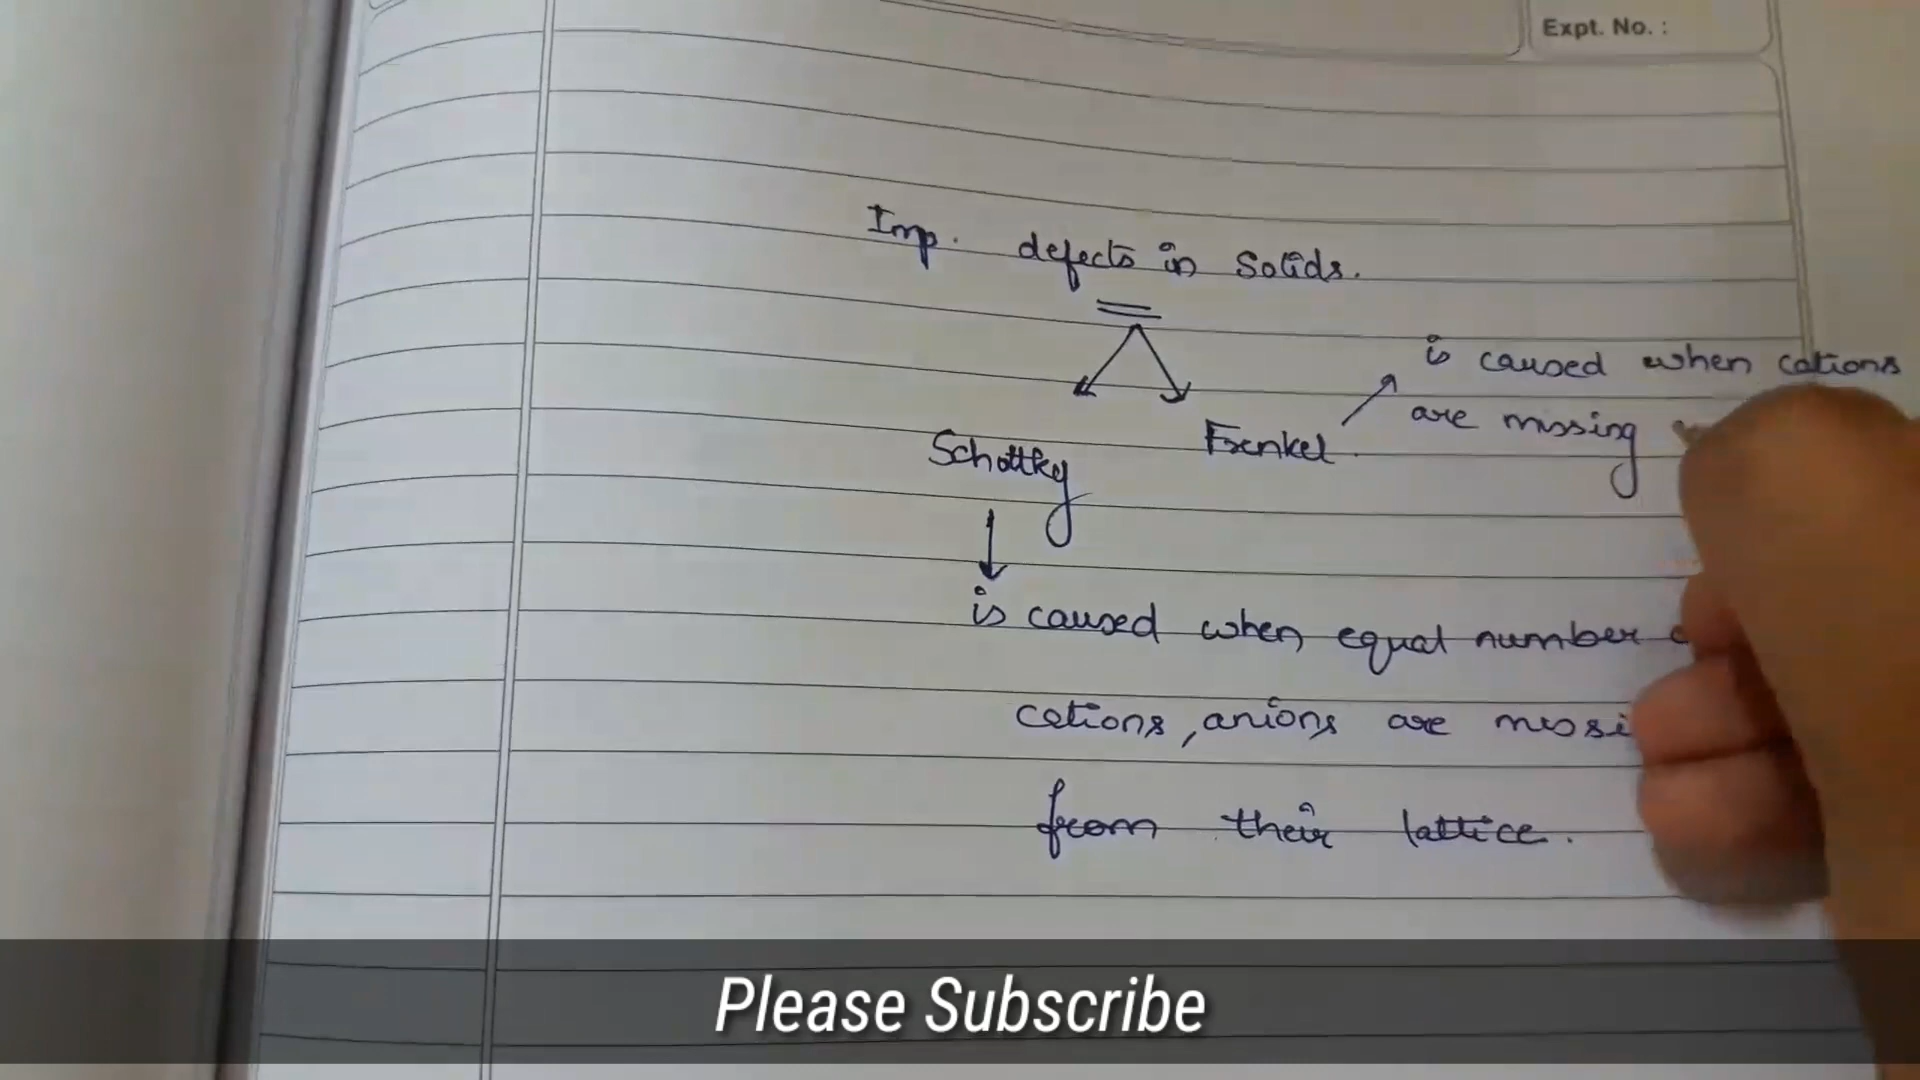 Expt. No. :
Imp. defects in Solids.
is caused when cations
are missing
Schottky
Frenkel
is caused when equal number
cations, anions are
from their lattice.
Please Subscribe